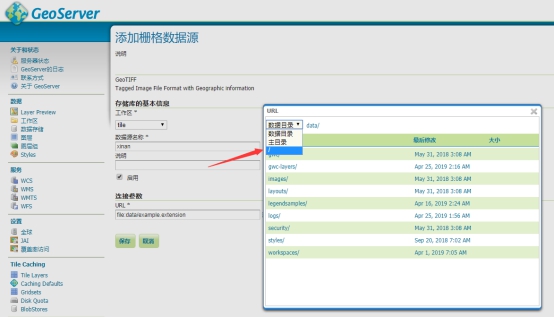 GeoServer
关于和状态
服务器状态
GeoServer的日志
联系方式
关于 GeoServer
数据
Layer Preview
工作区
数据存储
图层
图层组
Styles
服务
WCS
WMS
WMTS
WFS
设置
全球
JAI
覆盖面访问
Tile Caching
Tile Layers
Caching Defaults
Gridsets
Disk Quota
BlobStores
添加栅格数据源
说明
GeoTIFF
Tagged Image File Format with Geographic information
存储库的基本信息
工作区 *
tile
数据源名称 *
xinan
说明
启用
连接参数
URL *
file:data/example.extension
保存 取消
URL
数据目录 data/
数据目录
主目录
/
最后修改 大小
May 31, 2018 3:08 AM
gwc-layers/ Apr 25, 2019 2:16 AM
images/ May 31, 2018 3:08 AM
layouts/ May 31, 2018 3:08 AM
legendsamples/ Apr 16, 2019 2:24 AM
logs/ Apr 25, 2019 1:56 AM
security/ May 31, 2018 3:08 AM
styles/ Sep 20, 2018 7:02 AM
workspaces/ Apr 1, 2019 7:05 AM